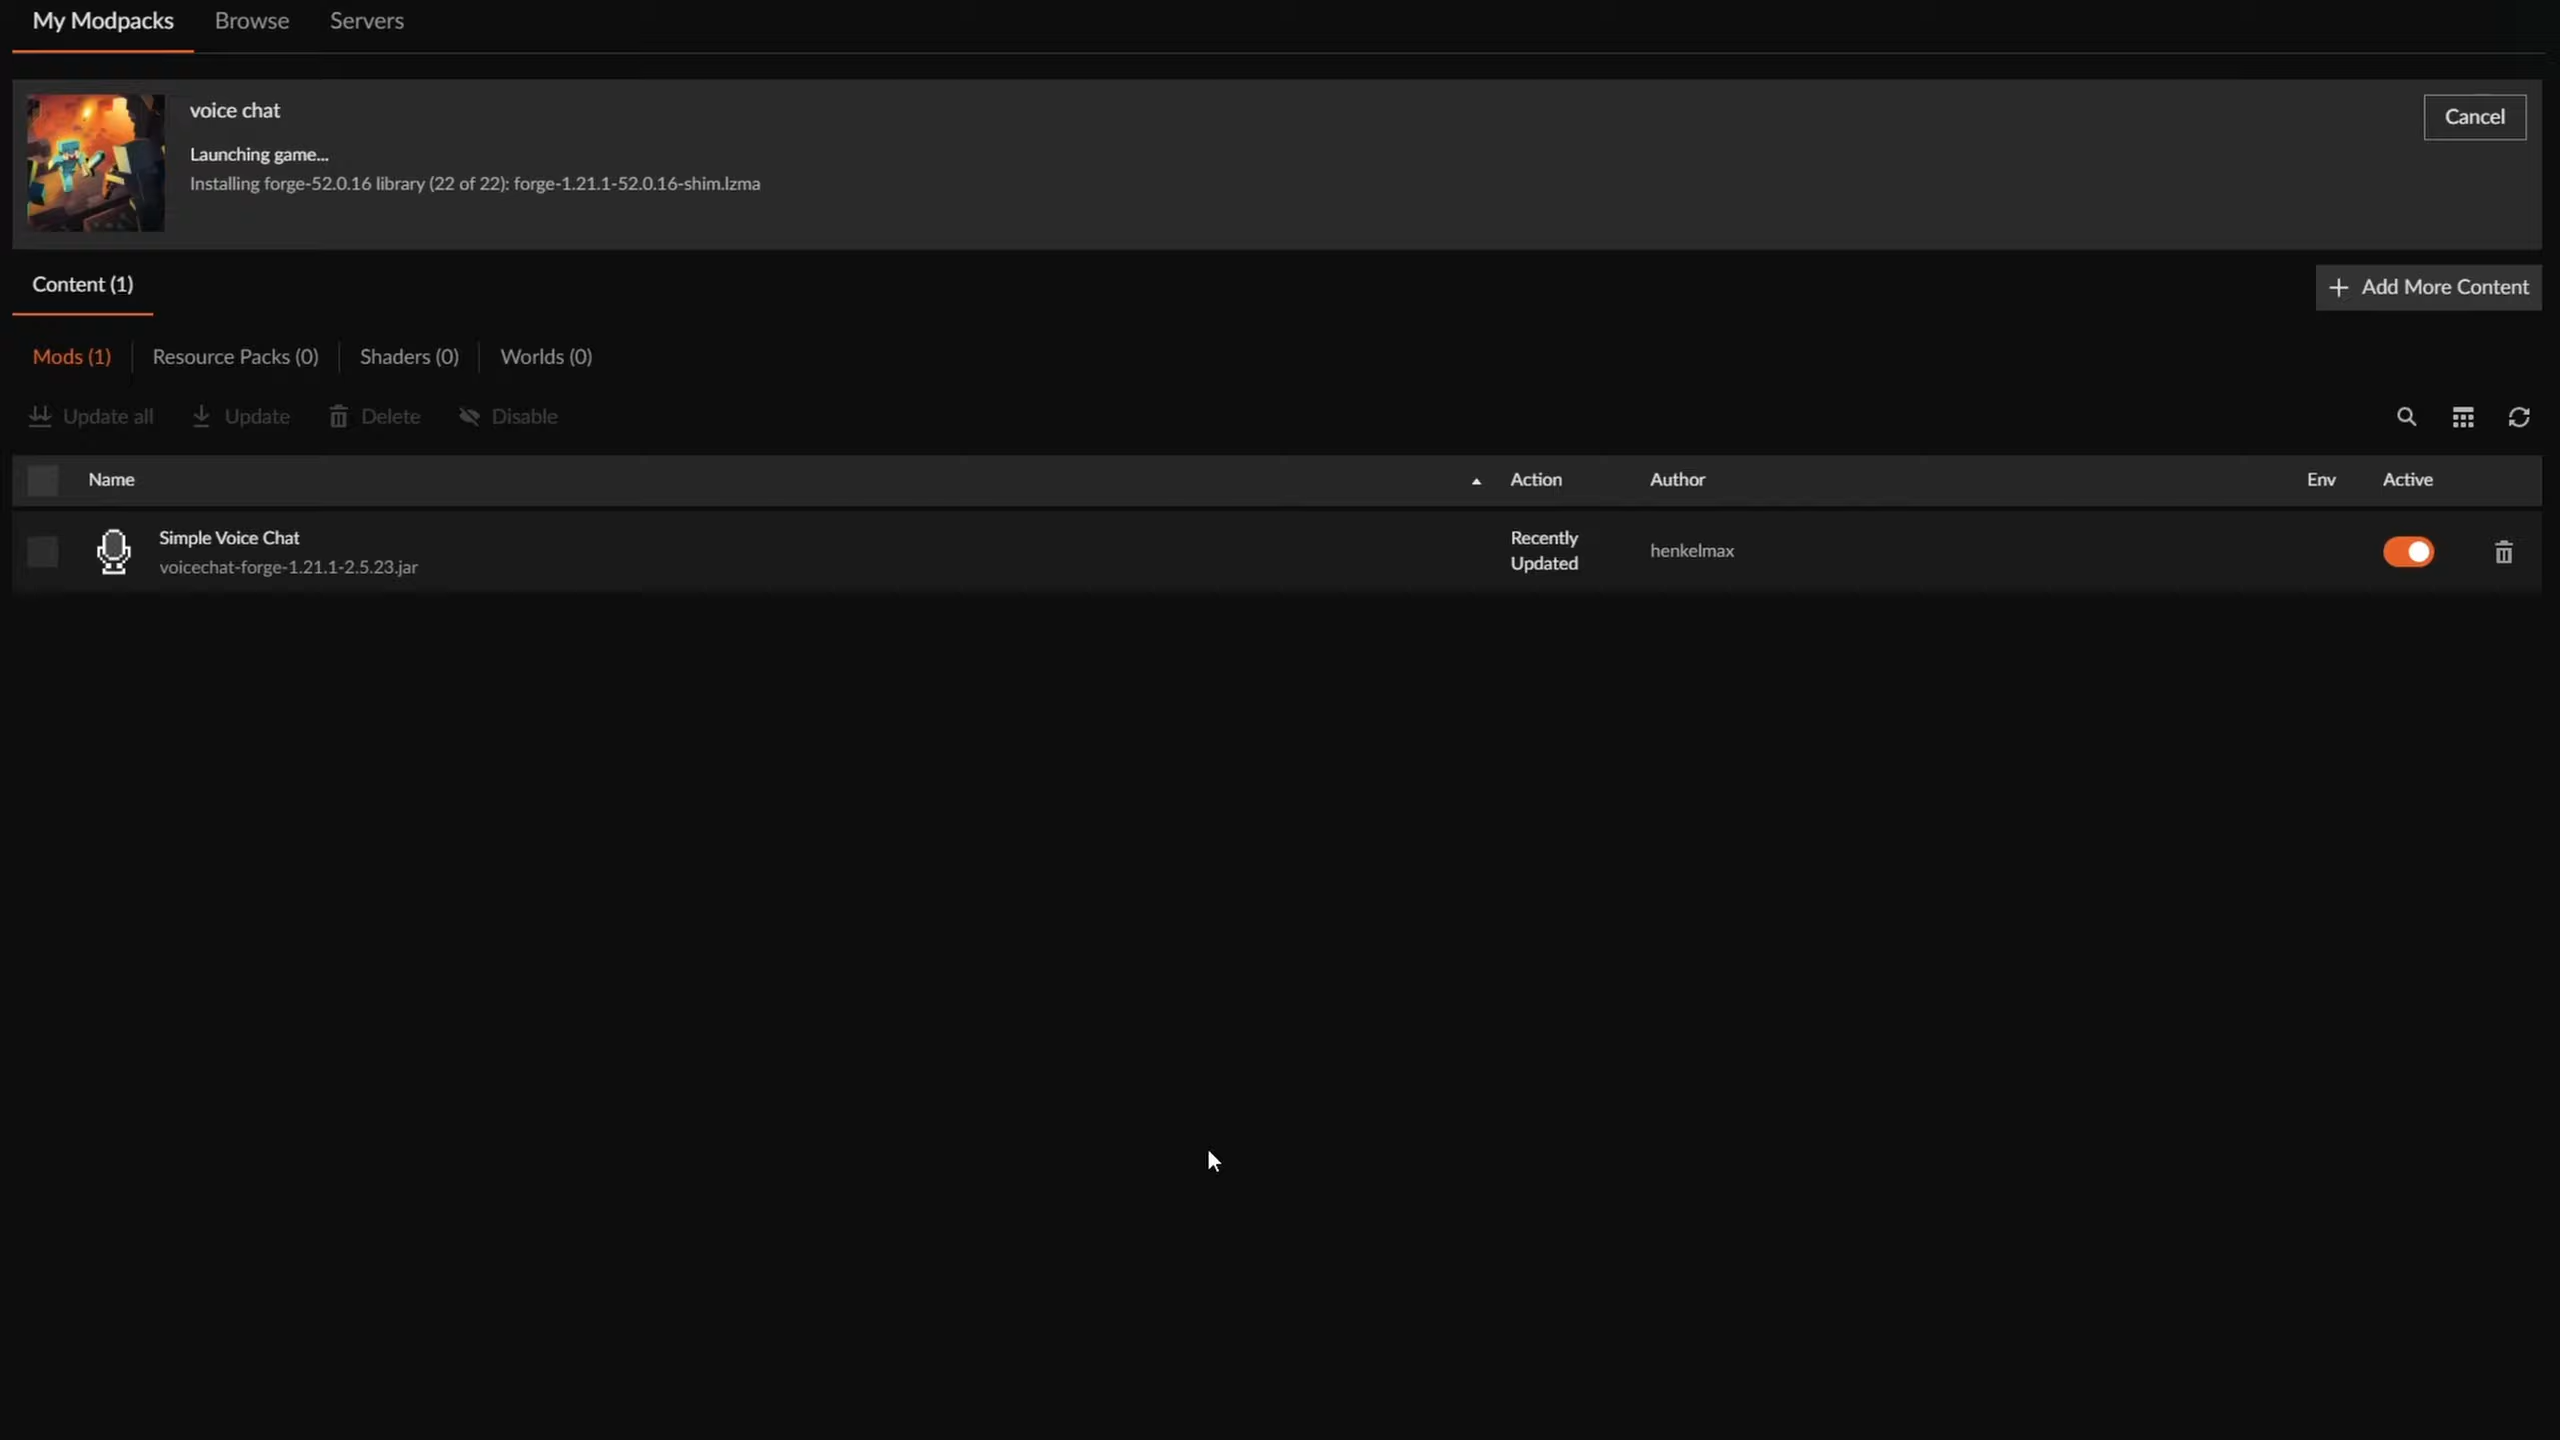 My Modpacks Browse Servers
voice chat
Cancel
Launching game...
Installing forge-52.0.16 library (22 of 22): forge-1.21.1-52.0.16-shim.lzma
Content (1)
Add More Content
Mods (1) Resource Packs (0) Shaders (0) Worlds (0)
Update all Update Delete Disable
Name Action Author Env Active
Simple Voice Chat
voicechat-forge-1.21.1-2.5.23.jar
Recently
Updated
henkelmax